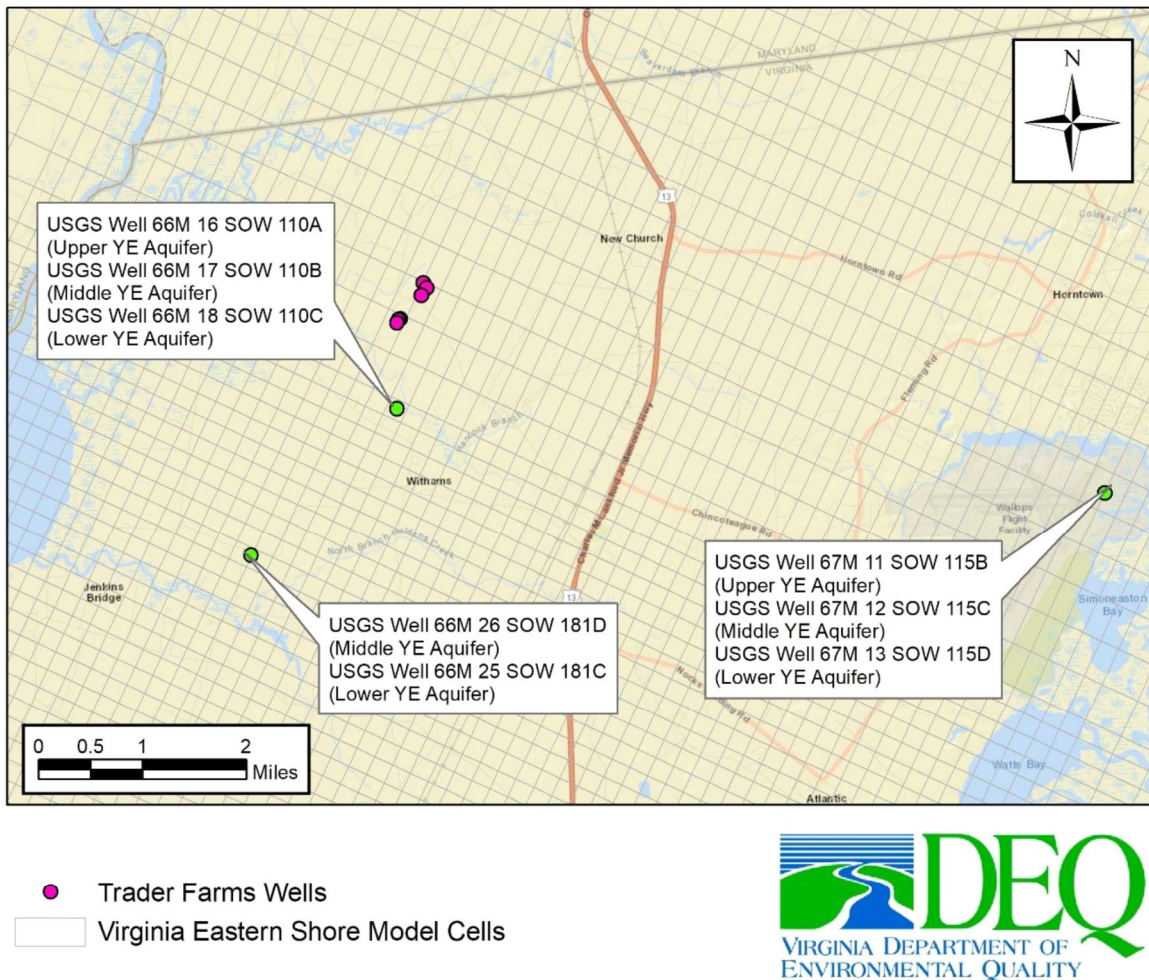 MARYLAND
VIRGINIA
N
13
New Church
Horntown Rd
Horntown
Fleming Rd
USGS Well 66M 16 SOW 110A
(Upper YE Aquifer)
USGS Well 66M 17 SOW 110B
(Middle YE Aquifer)
USGS Well 66M 18 SOW 110C
(Lower YE Aquifer)
Withams
Jenkins
Bridge
Chincoteague Rd
Wallops
Flight
Facility
Simoneaston
Bay
13
USGS Well 66M 26 SOW 181D
(Middle YE Aquifer)
USGS Well 66M 25 SOW 181C
(Lower YE Aquifer)
USGS Well 67M 11 SOW 115B
(Upper YE Aquifer)
USGS Well 67M 12 SOW 115C
(Middle YE Aquifer)
USGS Well 67M 13 SOW 115D
(Lower YE Aquifer)
Watts Bay
Atlantic
0 0.5 1 2
Miles
Trader Farms Wells
Virginia Eastern Shore Model Cells
DEQ
VIRGINIA DEPARTMENT OF
ENVIRONMENTAL QUALITY